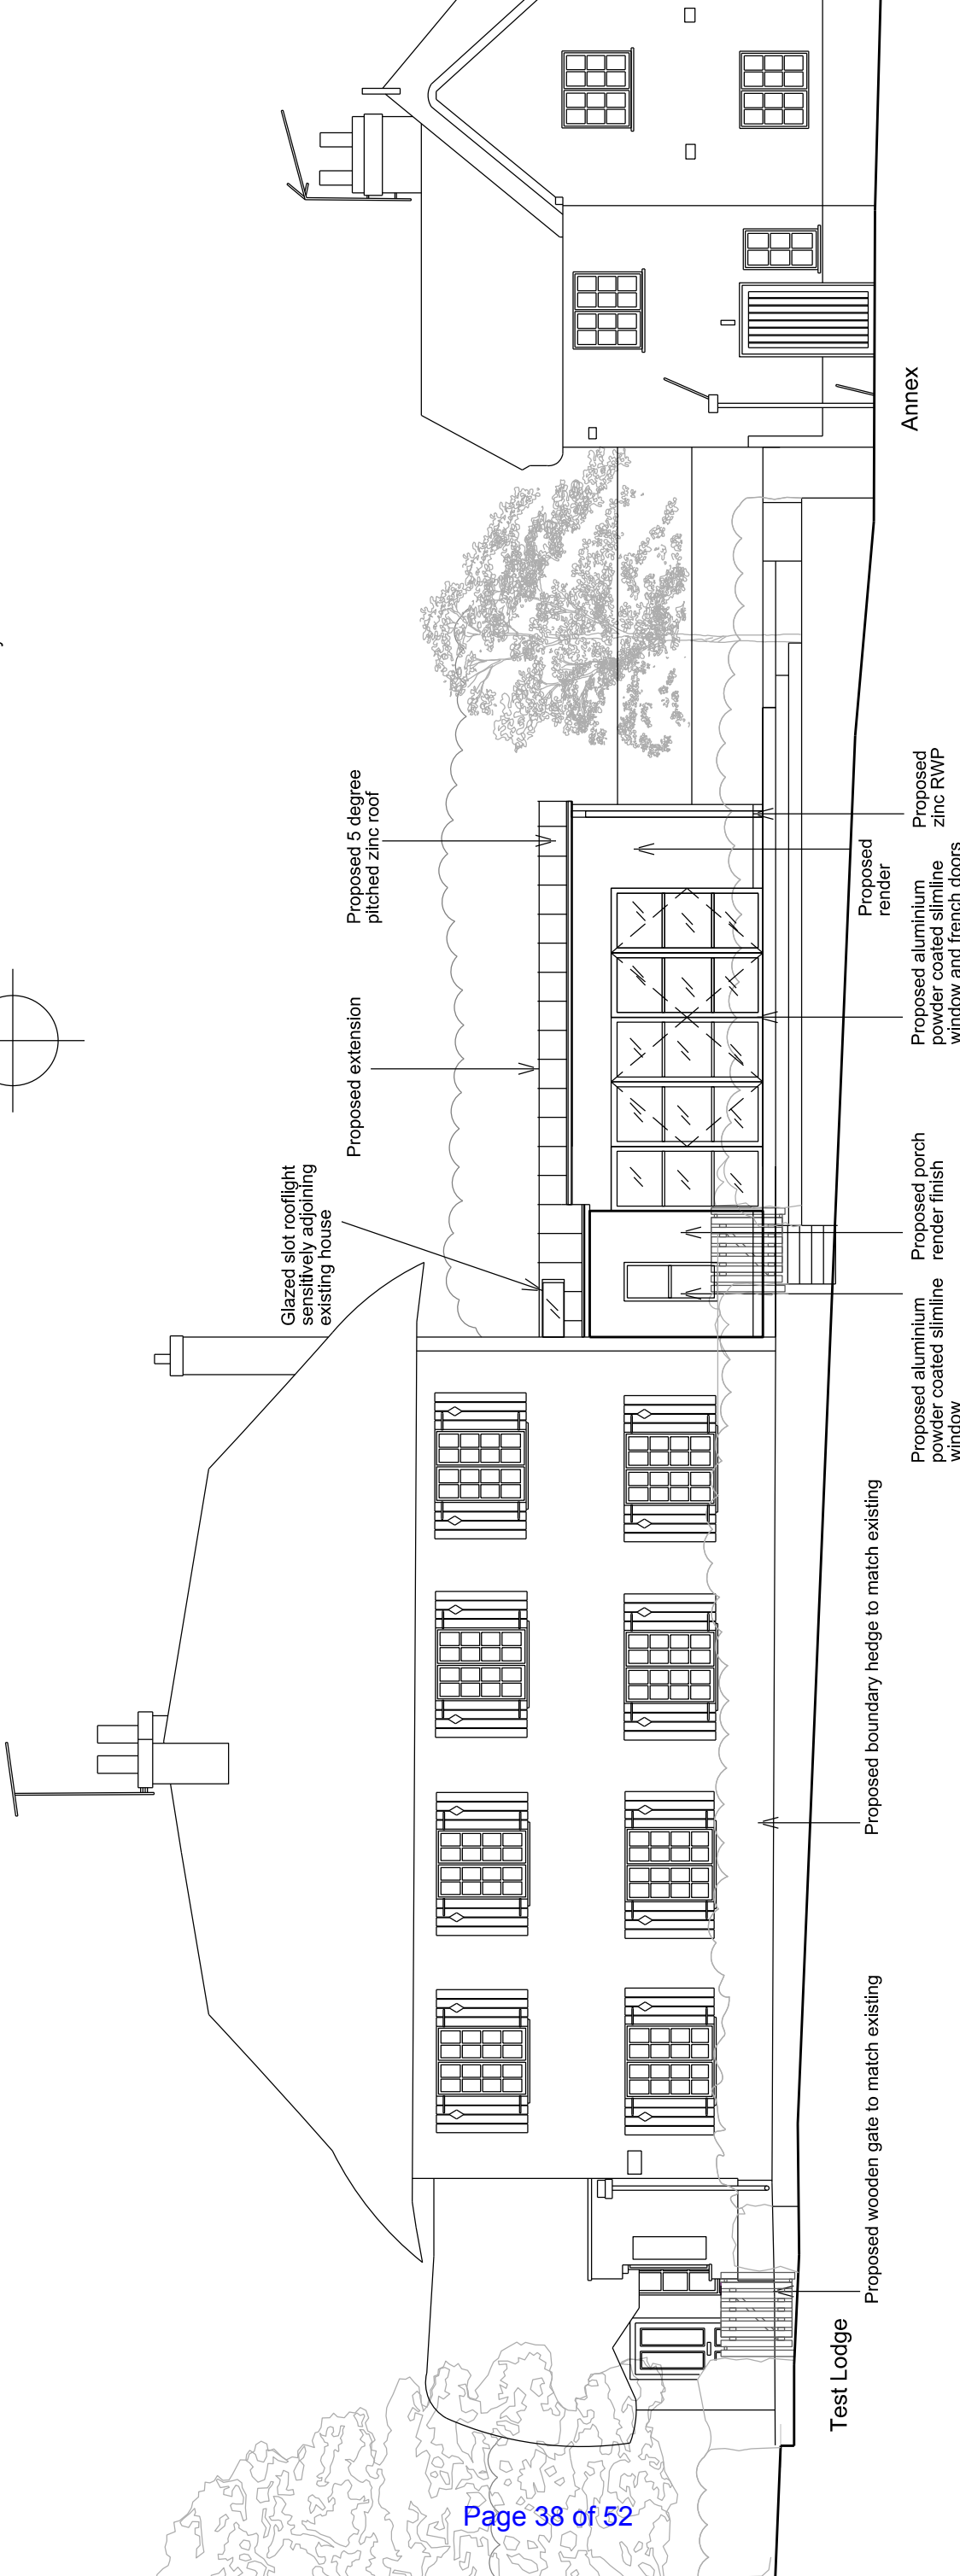 Glazed slot rooflight
sensitively adjoining
existing house
Proposed extension
Proposed 5 degree
pitched zinc roof
Test Lodge
Proposed wooden gate to match existing
Proposed boundary hedge to match existing
Proposed aluminium
powder coated slimline
window
Proposed porch
render finish
Proposed aluminium
powder coated slimline
window and french doors
Proposed
render
Proposed
zinc RWP
Annex
Page 38 of 52